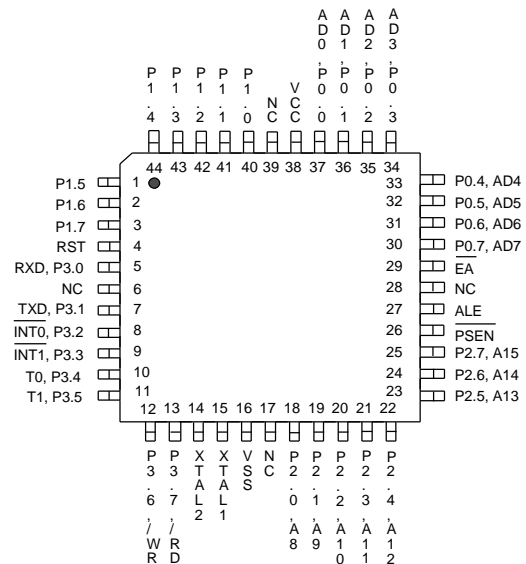 P1.4
P1.3
P1.2
P1.1
P1.0
NC
VCC
AD0,P0.0
AD1,P0.1
AD2,P0.2
AD3,P0.3
44 43 42 41 40 39 38 37 36 35 34
P1.5 1
P1.6 2
P1.7 3
RST 4
RXD, P3.0 5
NC 6
TXD, P3.1 7
INT0, P3.2 8
INT1, P3.3 9
T0, P3.4 10
T1, P3.5 11
33 P0.4, AD4
32 P0.5, AD5
31 P0.6, AD6
30 P0.7, AD7
29 EA
28 NC
27 ALE
26 PSEN
25 P2.7, A15
24 P2.6, A14
23 P2.5, A13
12 13 14 15 16 17 18 19 20 21 22
P3.6,/WR
P3.7,/RD
XTAL2
XTAL1
VSS
NC
P2.0,A8
P2.1,A9
P2.2,A10
P2.3,A11
P2.4,A12